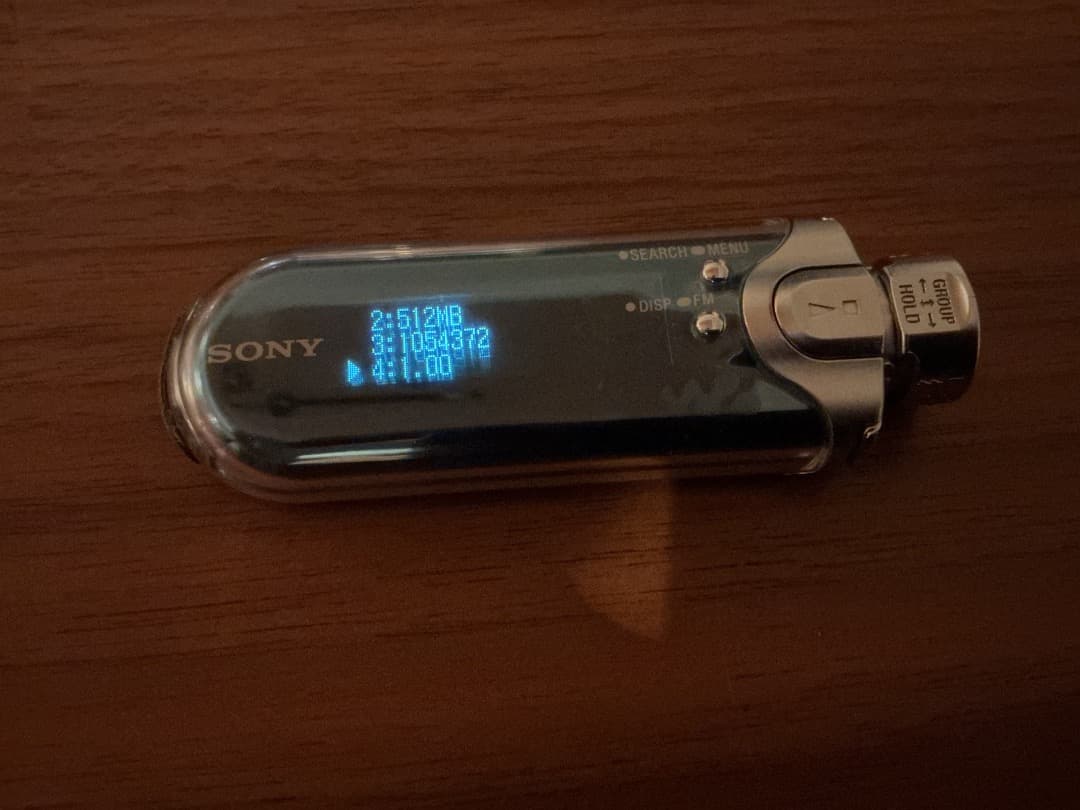 SONY
2:512MB
3:1054372
4:1.00
SEARCH MENU
DISP FM
GROUP
HOLD